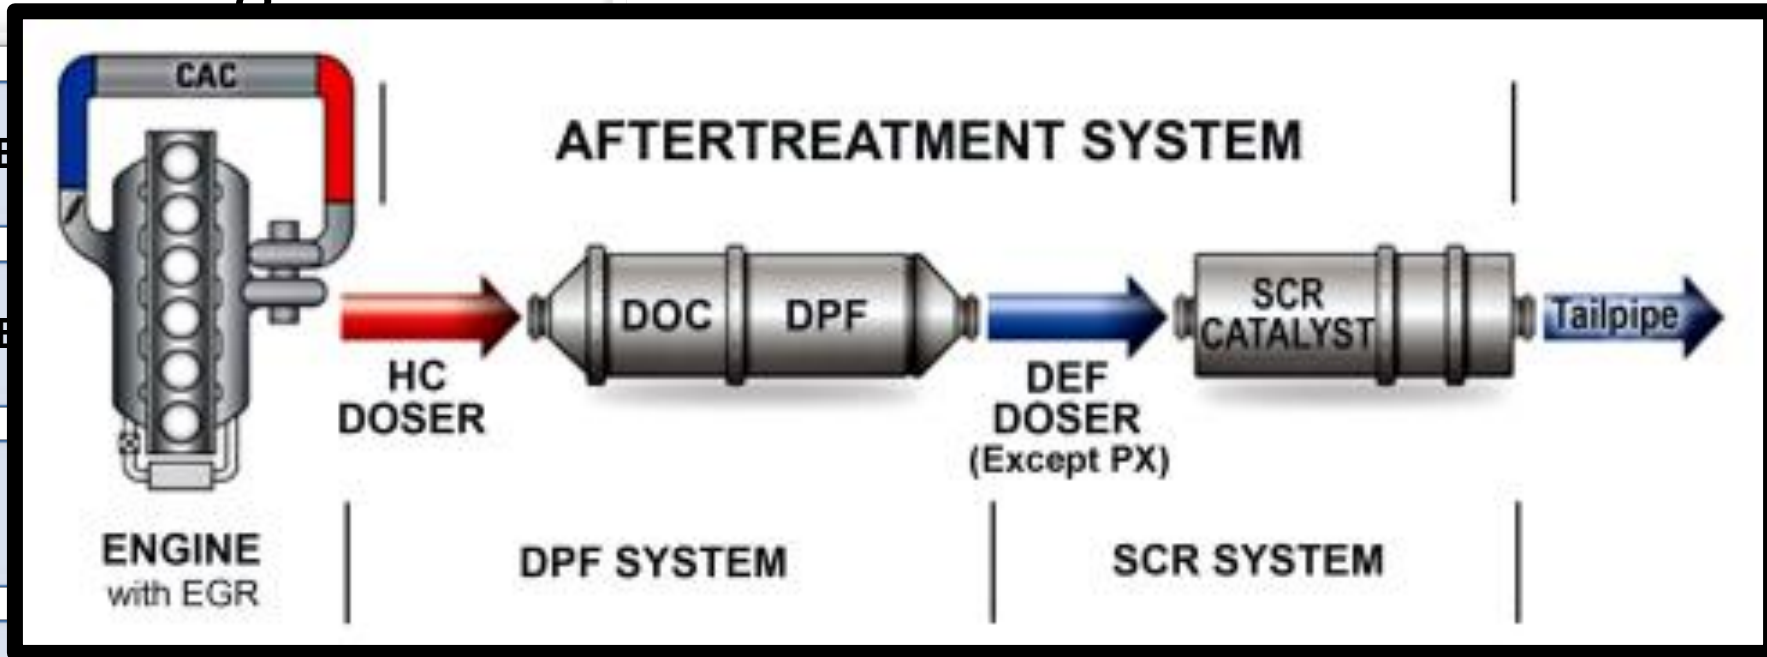 CAC
AFTERTREATMENT SYSTEM
DOC
DPF
SCR
CATALYST
Tailpipe
HC
DOSER
DEF
DOSER
(Except PX)
ENGINE
with EGR
DPF SYSTEM
SCR SYSTEM